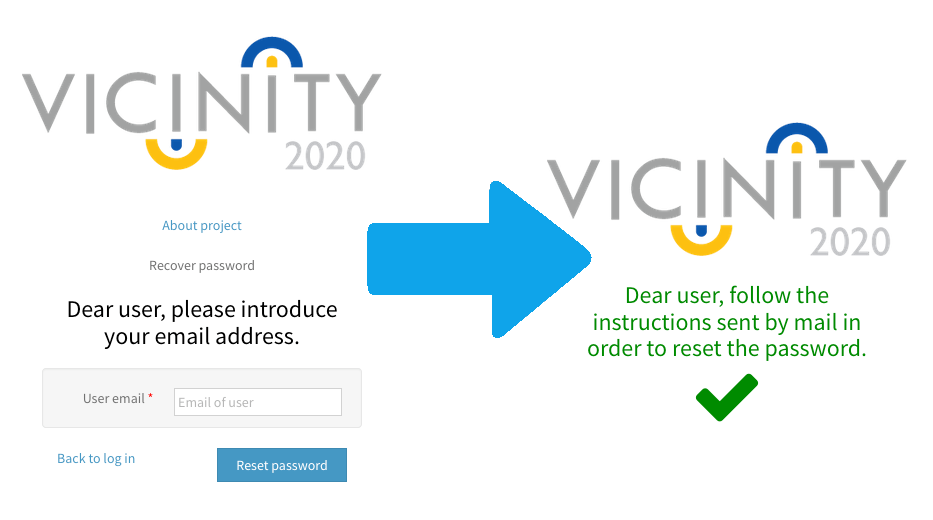 VICINITY
2020
About project
Recover password
Dear user, please introduce
your email address.
User email * Email of user
Back to log in Reset password
VICINITY
2020
Dear user, follow the
instructions sent by mail in
order to reset the password.